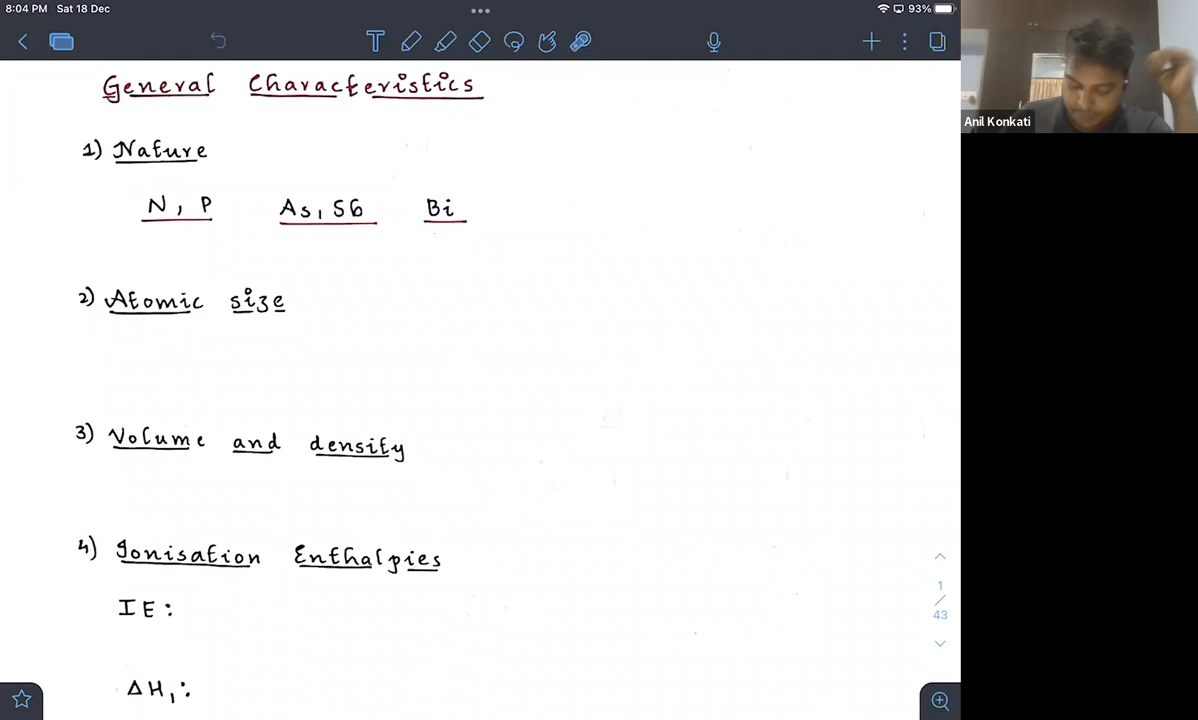 8:04 PM Sat 18 Dec
93%
Anil Konkati
General Characteristics
1) Nature
N, P As, Sb Bi
2) Atomic size
3) Volume and density
4) Ionisation Enthalpies
IE:
ΔH₁:
1
/
43